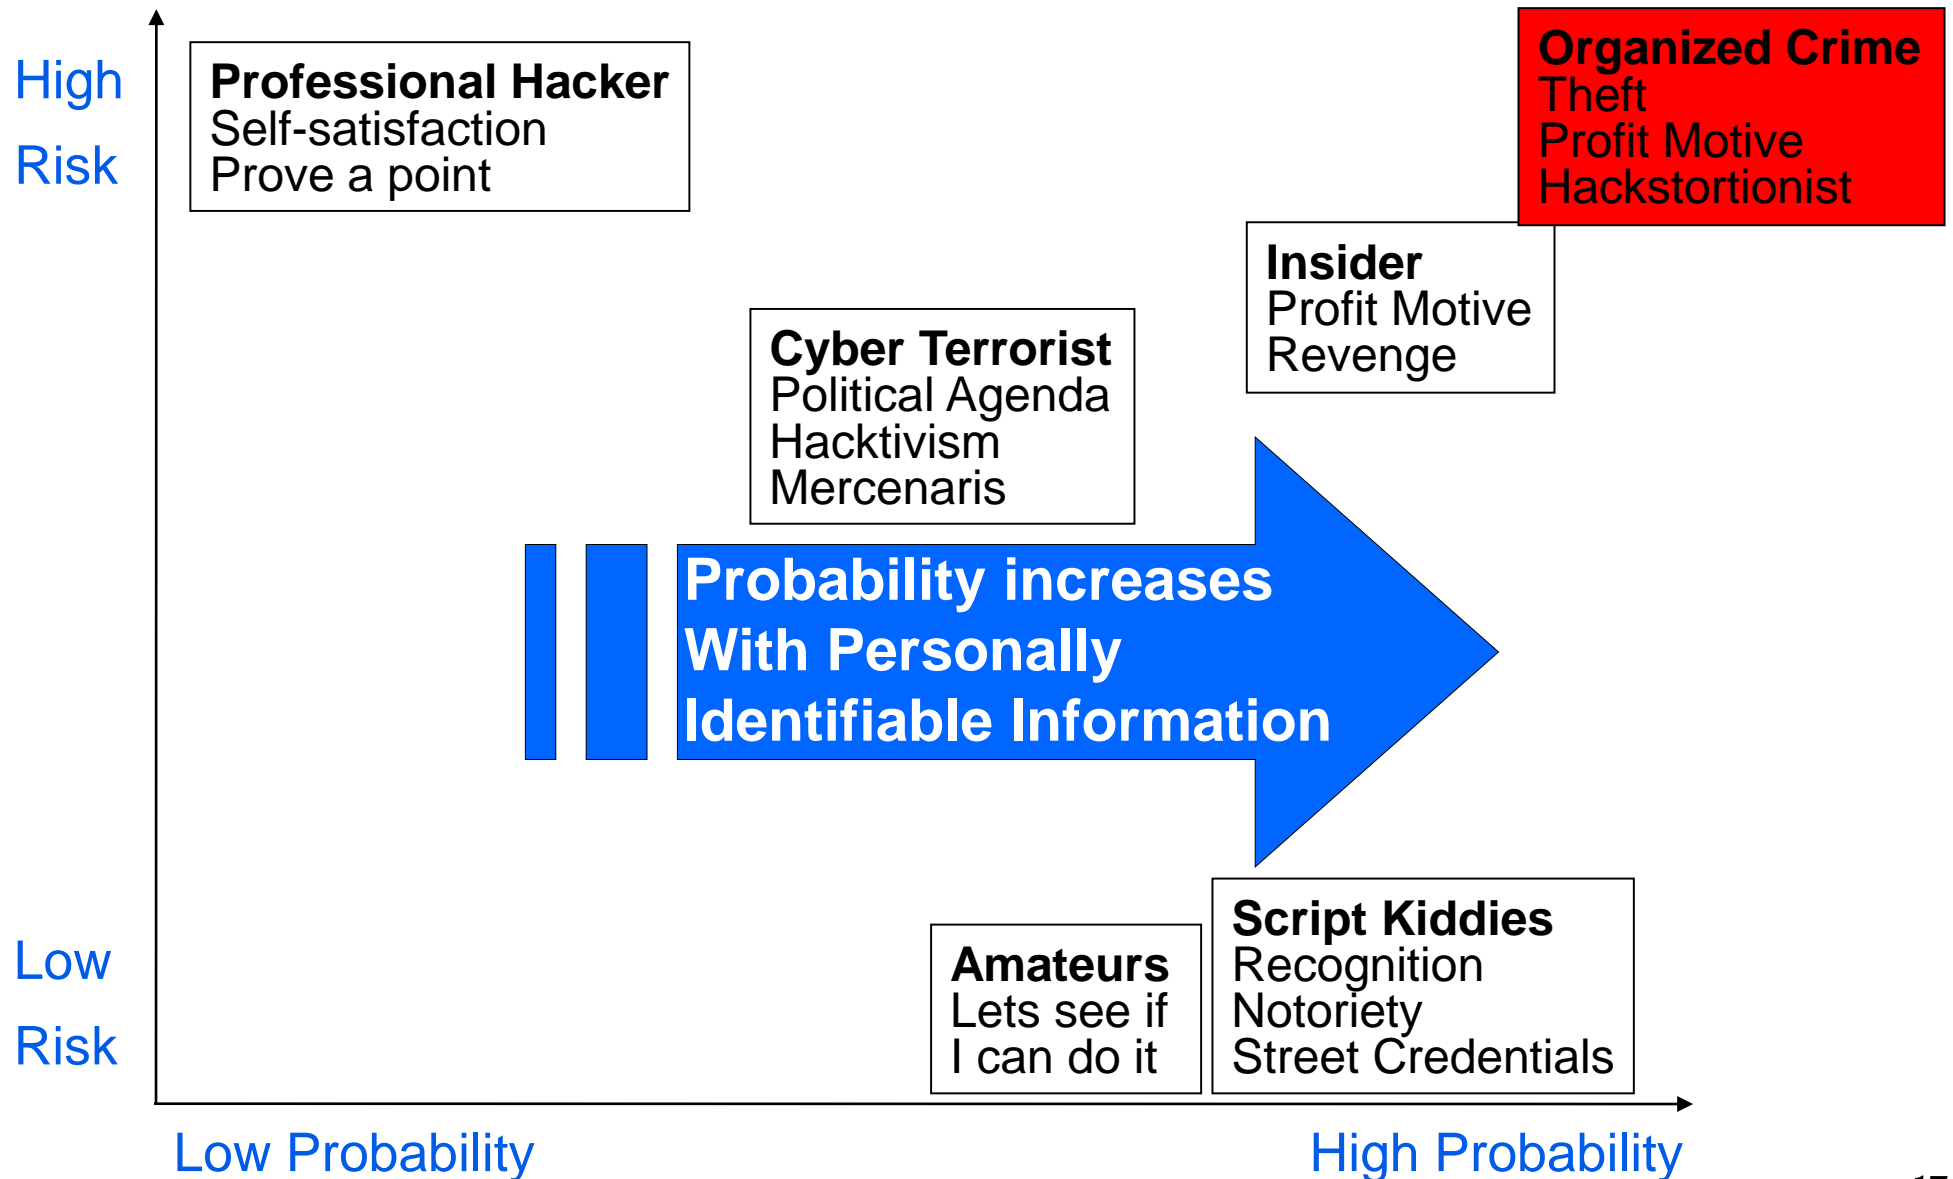 High
Risk
Professional Hacker
Self-satisfaction
Prove a point
Organized Crime
Theft
Profit Motive
Hackstortionist
Insider
Profit Motive
Revenge
Cyber Terrorist
Political Agenda
Hacktivism
Mercenaris
Probability increases
With Personally
Identifiable Information
Low
Risk
Amateurs
Lets see if
I can do it
Script Kiddies
Recognition
Notoriety
Street Credentials
Low Probability
High Probability